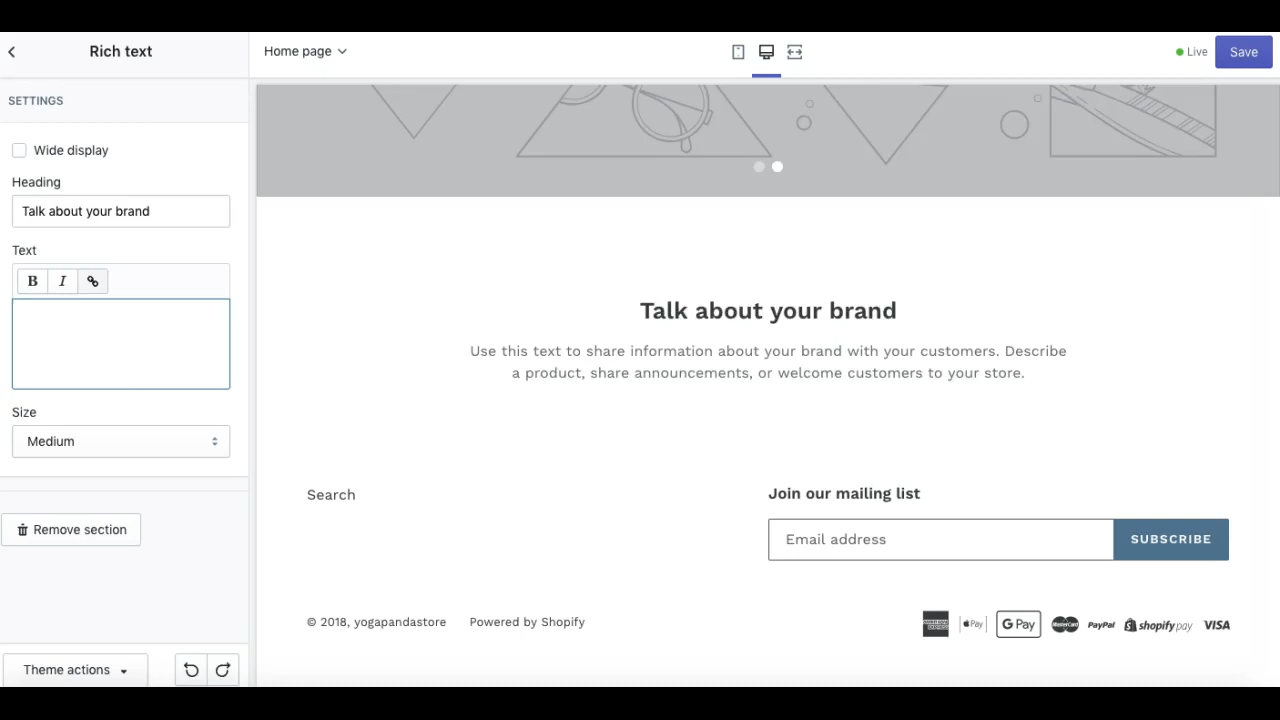 Rich text
Home page
Live
Save
SETTINGS
Wide display
Heading
Talk about your brand
Text
B I
Size
Medium
Remove section
Theme actions
Talk about your brand
Use this text to share information about your brand with your customers. Describe
a product, share announcements, or welcome customers to your store.
Search
Join our mailing list
Email address
SUBSCRIBE
© 2018, yogapandastore Powered by Shopify
Pay
G Pay
MasterCard
PayPal
shopify pay
VISA